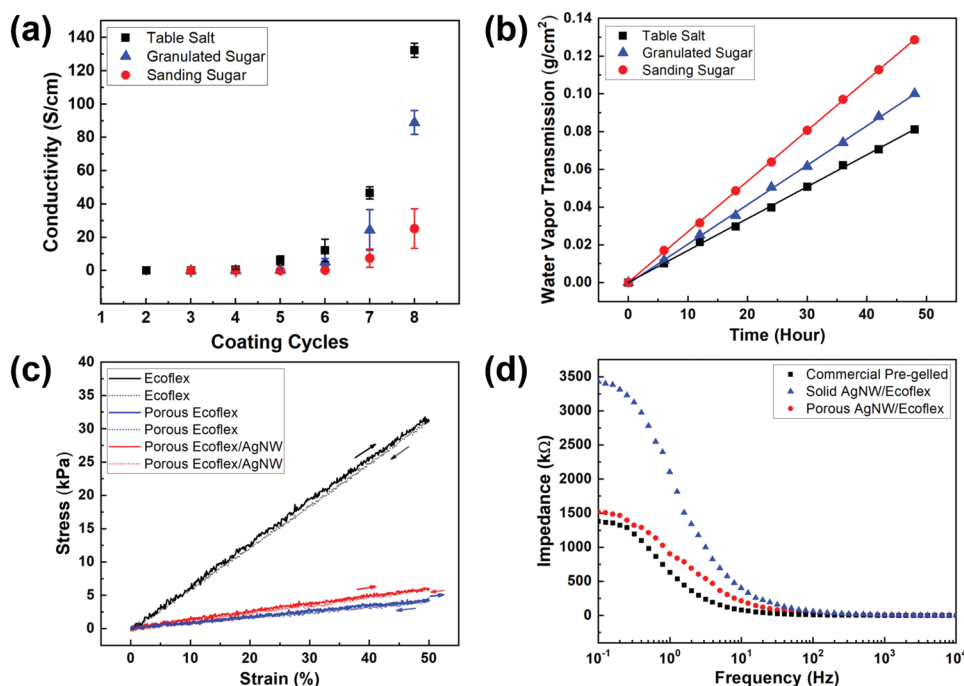 (a)
Table Salt
Granulated Sugar
Sanding Sugar
Conductivity (S/cm)
140
120
100
80
60
40
20
0
1 2 3 4 5 6 7 8
Coating Cycles
(b)
Table Salt
Granulated Sugar
Sanding Sugar
Water Vapor Transmission (g/cm²)
0.14
0.12
0.10
0.08
0.06
0.04
0.02
0.00
0 10 20 30 40 50
Time (Hour)
(c)
Ecoflex
Ecoflex
Porous Ecoflex
Porous Ecoflex
Porous Ecoflex/AgNW
Porous Ecoflex/AgNW
Stress (kPa)
40
35
30
25
20
15
10
5
0
0 10 20 30 40 50
Strain (%)
(d)
Commercial Pre-gelled
Solid AgNW/Ecoflex
Porous AgNW/Ecoflex
Impedance (kΩ)
3500
3000
2500
2000
1500
1000
500
0
10⁻¹ 10⁰ 10¹ 10² 10³ 10⁴
Frequency (Hz)